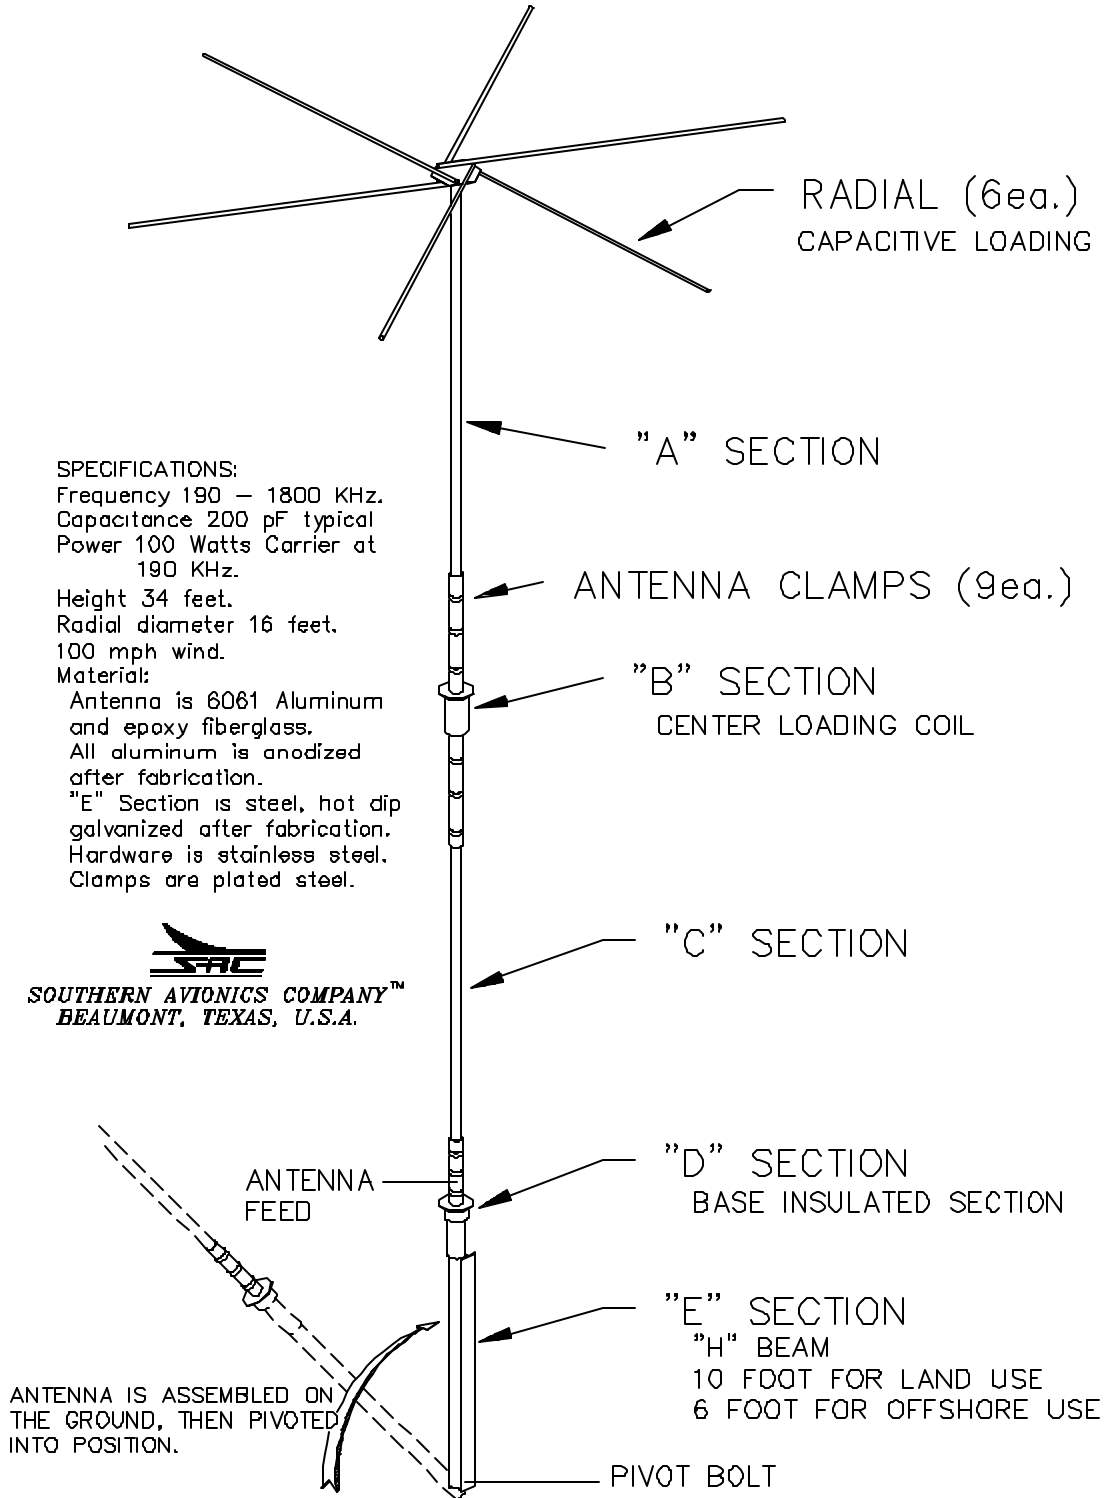 RADIAL (6ea.)
CAPACITIVE LOADING
"A" SECTION
SPECIFICATIONS:
Frequency 190 – 1800 KHz.
Capacitance 200 pF typical
Power 100 Watts Carrier at
190 KHz.
Height 34 feet.
Radial diameter 16 feet.
100 mph wind.
Material:
Antenna is 6061 Aluminum
and epoxy fiberglass.
All aluminum is anodized
after fabrication.
"E" Section is steel, hot dip
galvanized after fabrication.
Hardware is stainless steel.
Clamps are plated steel.
ANTENNA CLAMPS (9ea.)
"B" SECTION
CENTER LOADING COIL
SAC
SOUTHERN AVIONICS COMPANY™
BEAUMONT, TEXAS, U.S.A.
"C" SECTION
ANTENNA
FEED
"D" SECTION
BASE INSULATED SECTION
"E" SECTION
"H" BEAM
10 FOOT FOR LAND USE
6 FOOT FOR OFFSHORE USE
ANTENNA IS ASSEMBLED ON
THE GROUND, THEN PIVOTED
INTO POSITION.
PIVOT BOLT